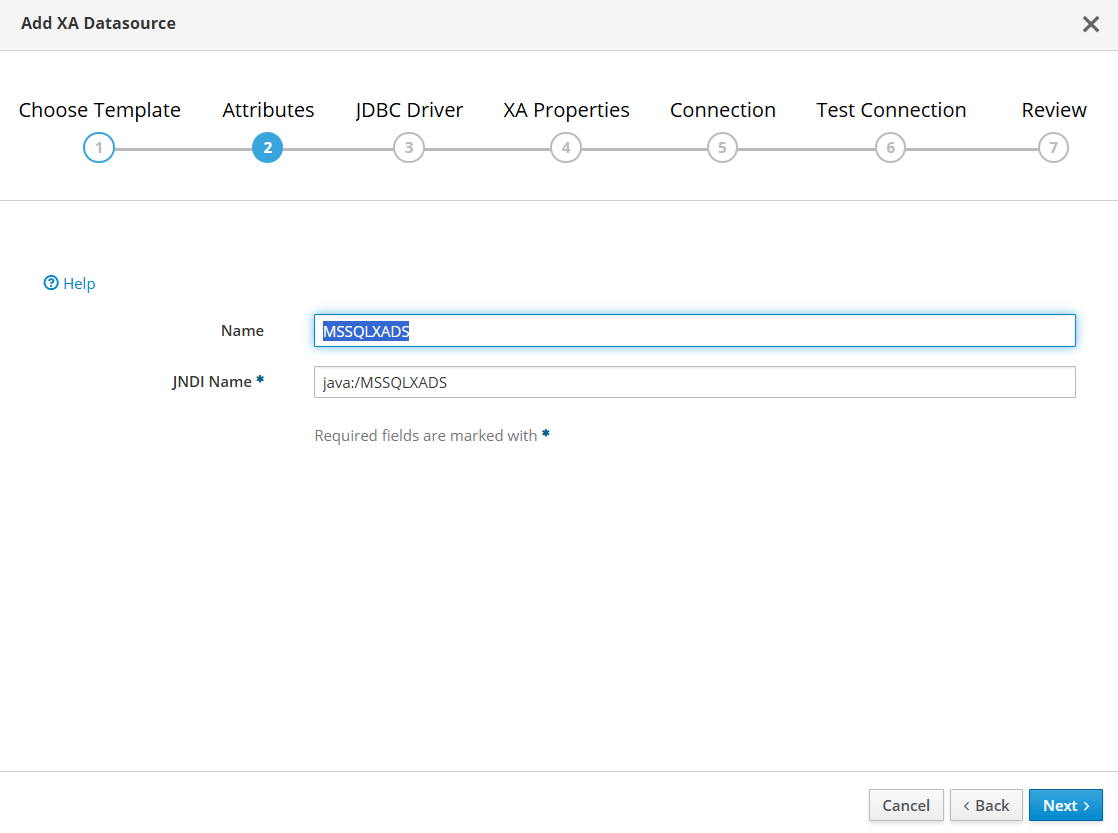 Add XA Datasource
Choose Template Attributes JDBC Driver XA Properties Connection Test Connection Review
1 2 3 4 5 6 7
Help
Name MSSQLXADS
JNDI Name * java:/MSSQLXADS
Required fields are marked with *
Cancel < Back Next >